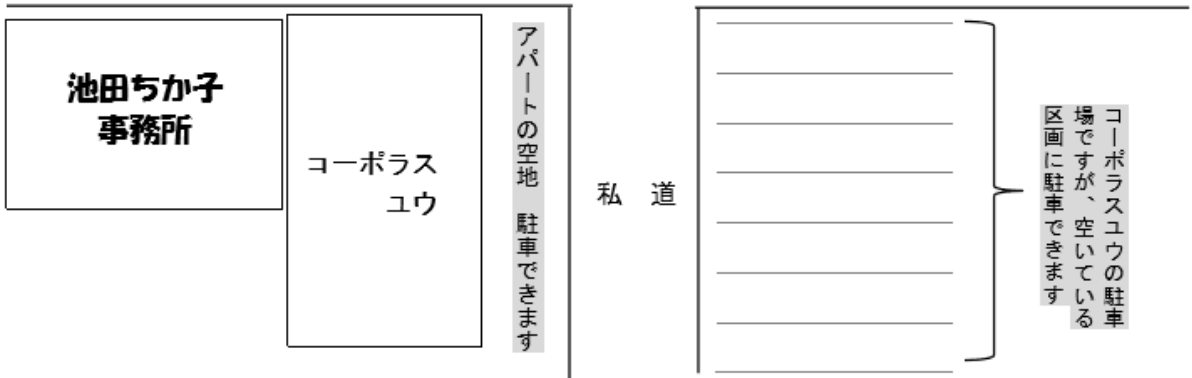 池田ちか子
事務所
コーポラス
ユウ
アパートの空地　駐車できます
私　道
コーポラスユウの駐車
場ですが、空いている
区画に駐車できます